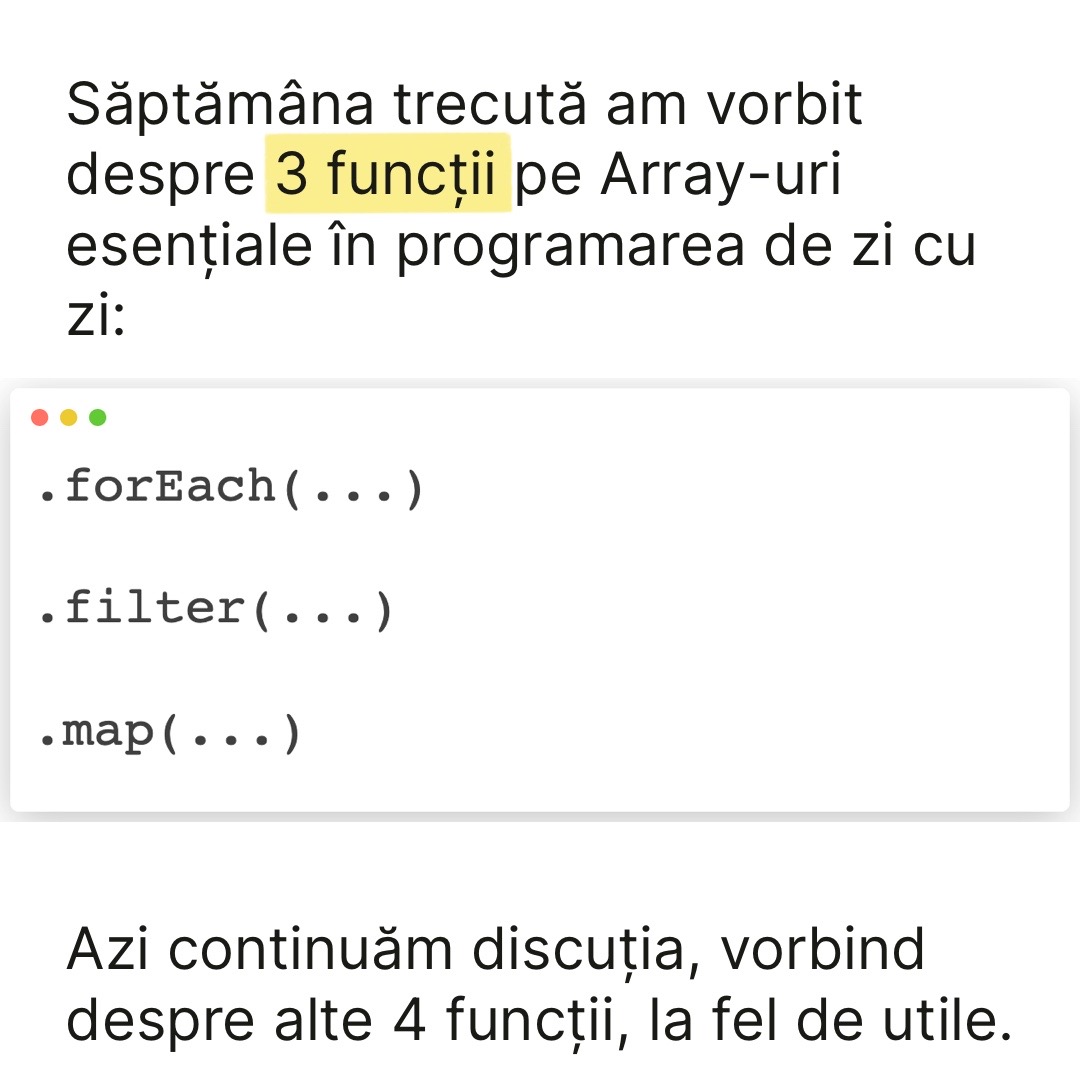 Săptămâna trecută am vorbit
despre 3 funcții pe Array-uri
esențiale în programarea de zi cu
zi:
.forEach(...)
.filter(...)
.map(...)
Azi continuăm discuția, vorbind
despre alte 4 funcții, la fel de utile.